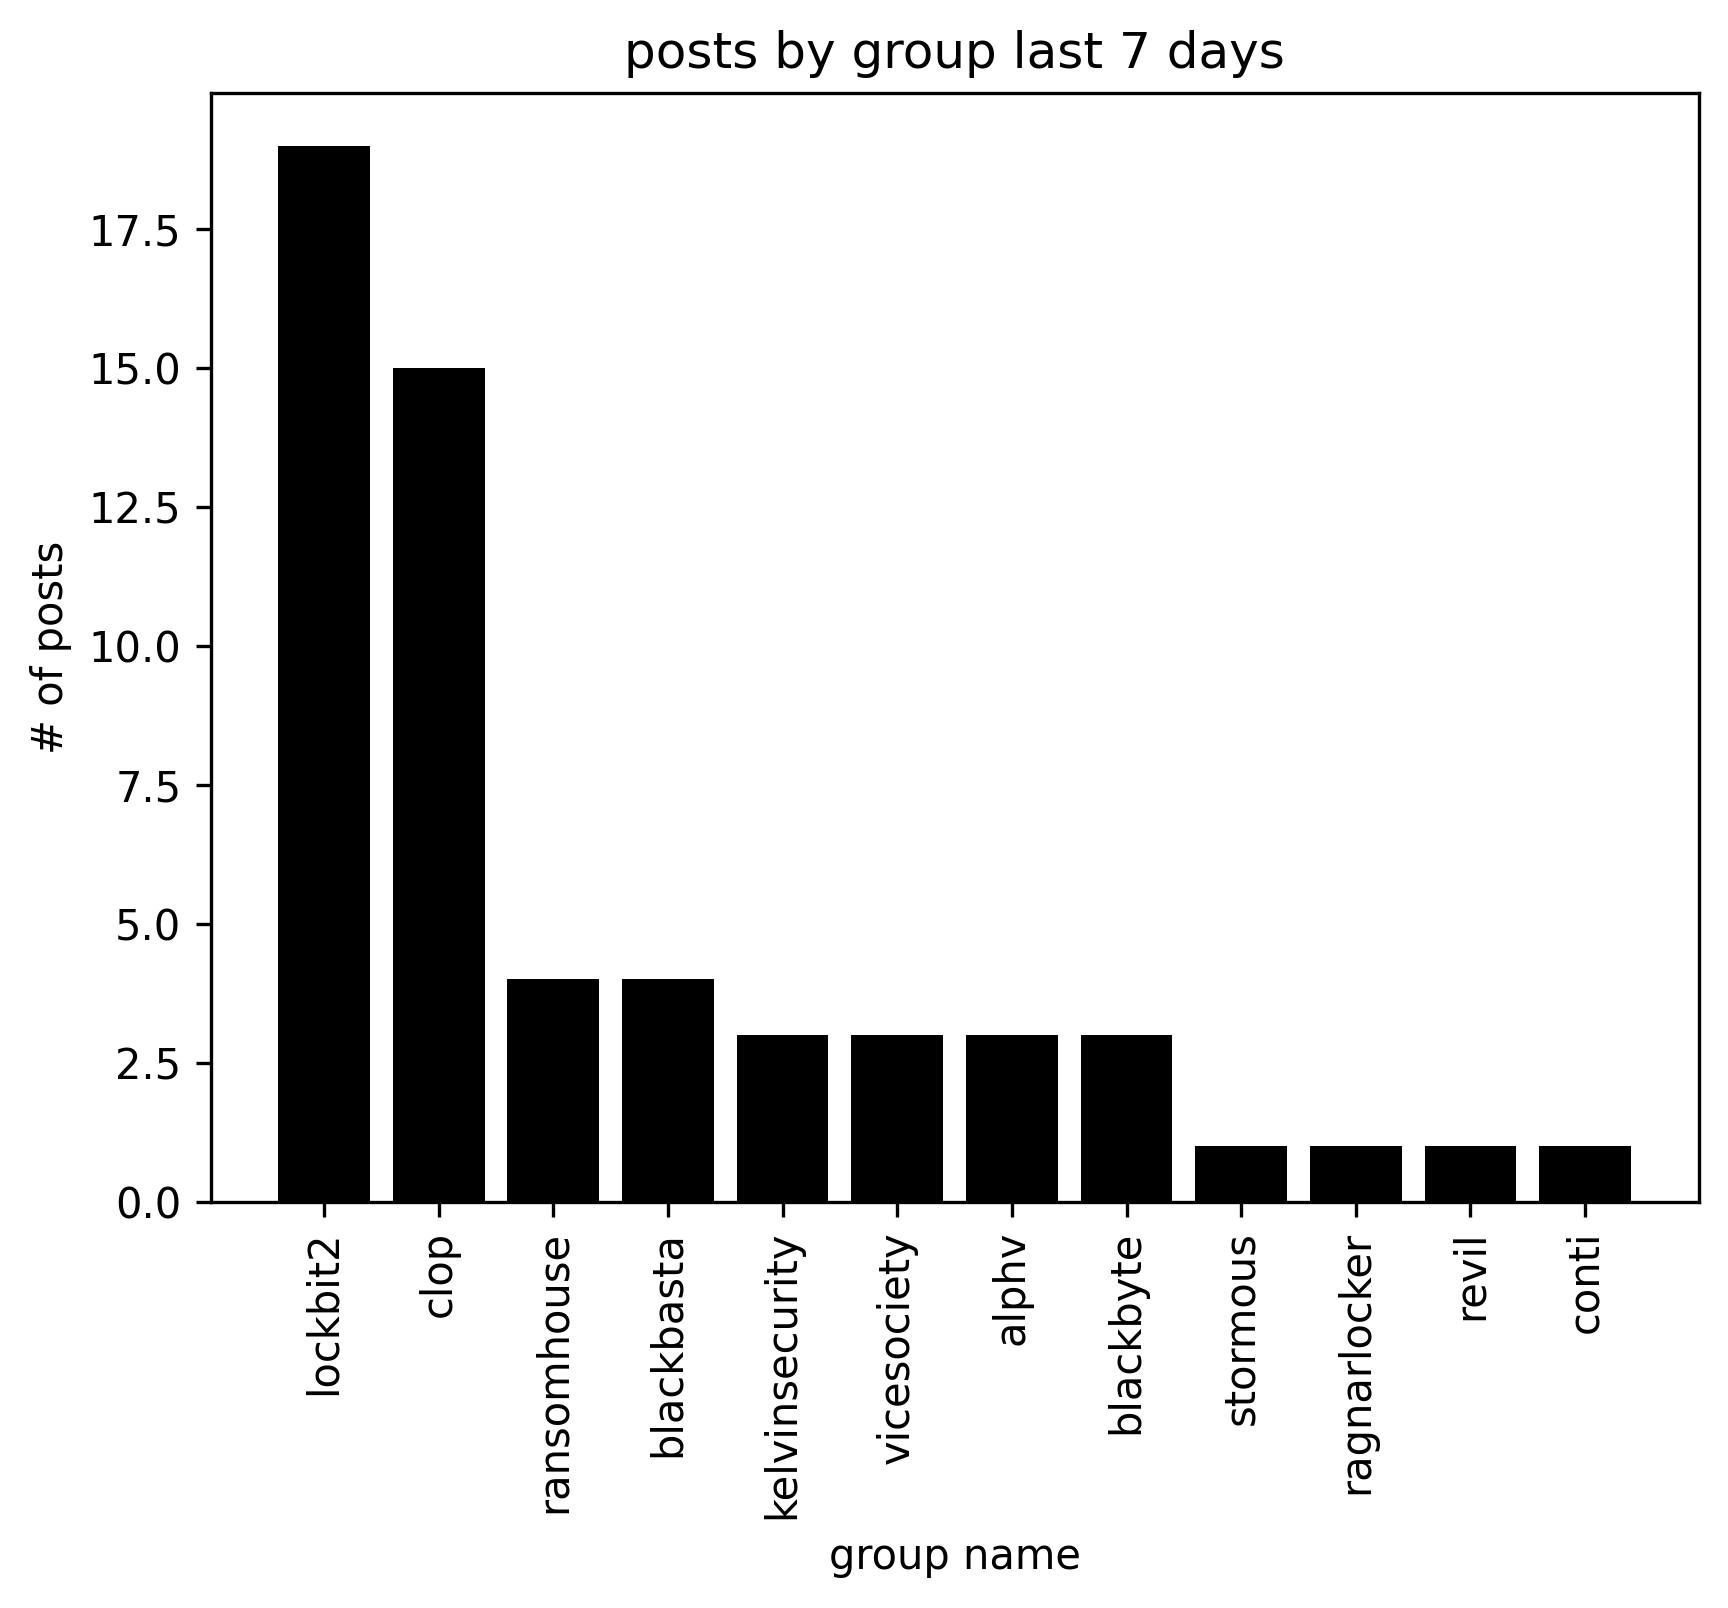 posts by group last 7 days
# of posts
17.5
15.0
12.5
10.0
7.5
5.0
2.5
0.0
lockbit2
clop
ransomhouse
blackbasta
kelvinsecurity
vicesociety
alphv
blackbyte
stormous
ragnarlocker
revil
conti
group name